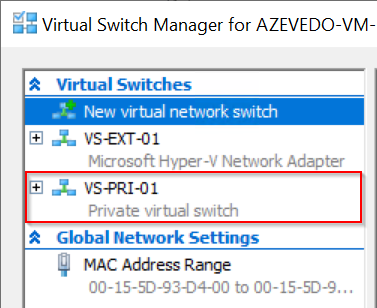 Virtual Switch Manager for AZEVEDO-VM-
Virtual Switches
New virtual network switch
VS-EXT-01
Microsoft Hyper-V Network Adapter
VS-PRI-01
Private virtual switch
Global Network Settings
MAC Address Range
00-15-5D-93-D4-00 to 00-15-5D-9...